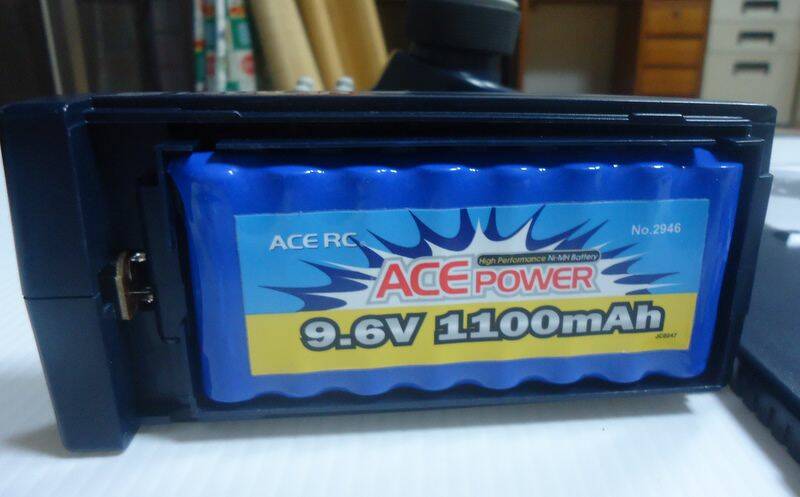 ACE RC.
No.2946
High Performance Ni-MH Battery
ACE POWER
9.6V 1100mAh